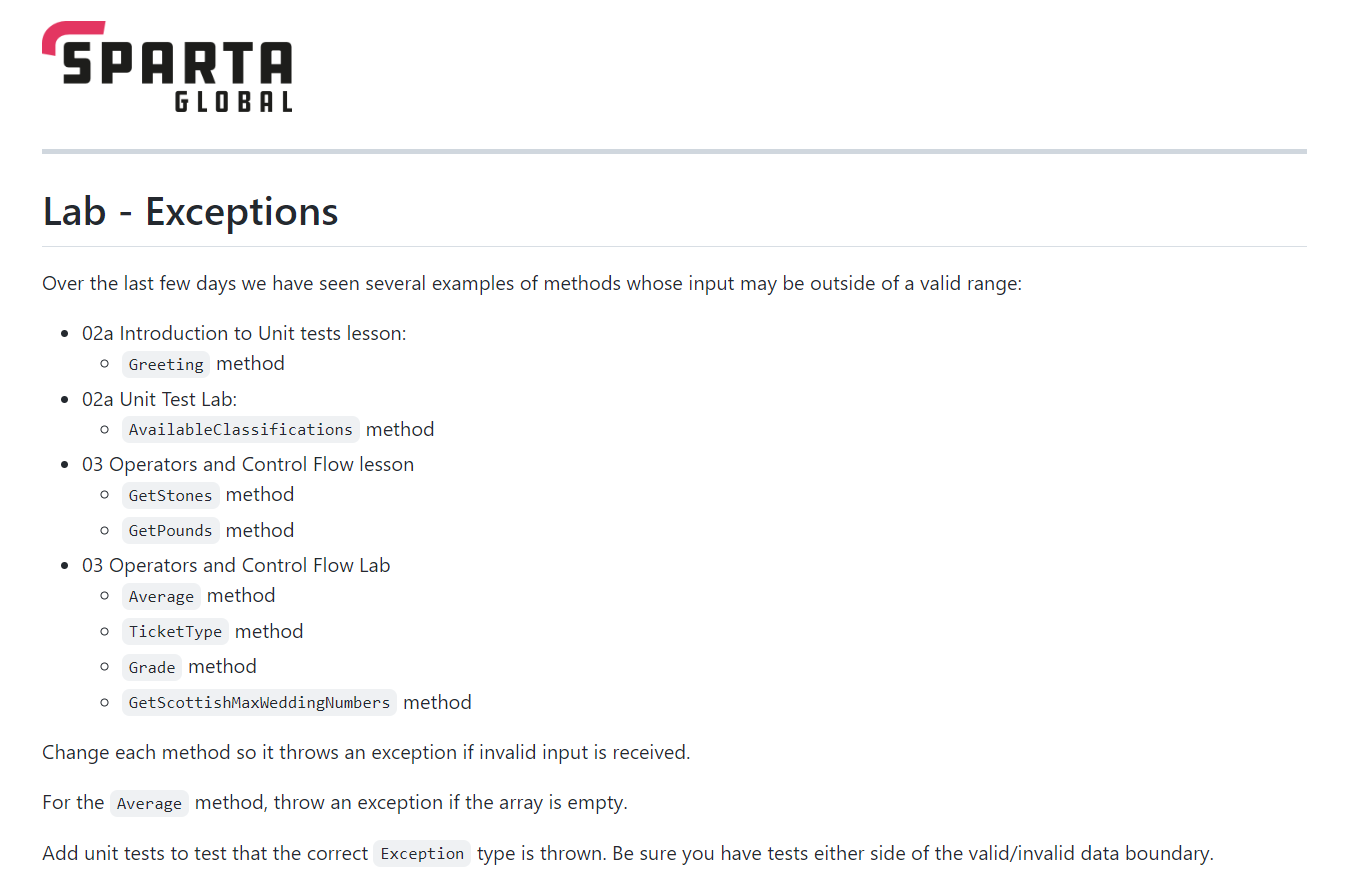 SPARTA
GLOBAL
Lab - Exceptions
Over the last few days we have seen several examples of methods whose input may be outside of a valid range:
02a Introduction to Unit tests lesson:
Greeting method
02a Unit Test Lab:
AvailableClassifications method
03 Operators and Control Flow lesson
GetStones method
GetPounds method
03 Operators and Control Flow Lab
Average method
TicketType method
Grade method
GetScottishMaxWeddingNumbers method
Change each method so it throws an exception if invalid input is received.
For the Average method, throw an exception if the array is empty.
Add unit tests to test that the correct Exception type is thrown. Be sure you have tests either side of the valid/invalid data boundary.